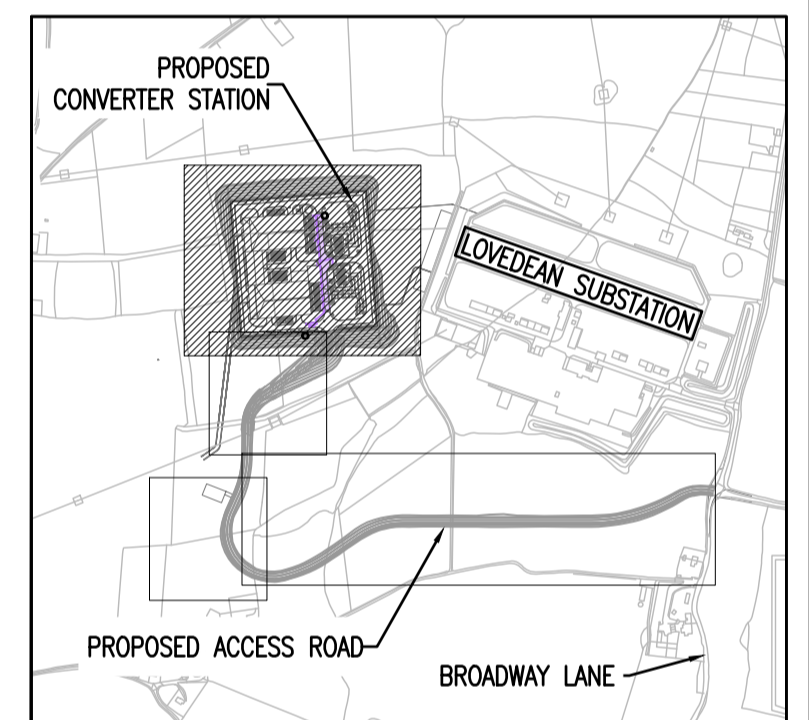 PROPOSED
CONVERTER STATION
LOVEDEAN SUBSTATION
PROPOSED ACCESS ROAD
BROADWAY LANE